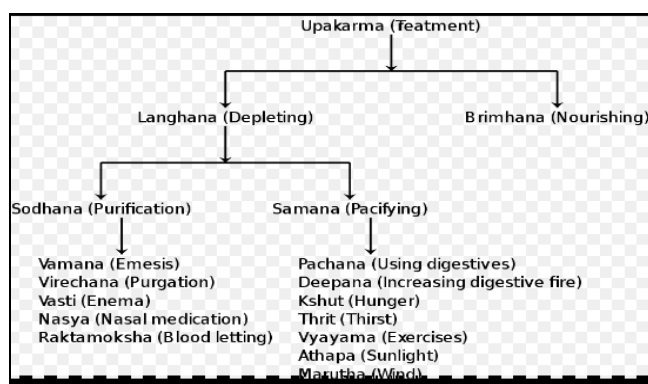 Upakarma (Treatment)
Langhana (Depleting)
Brimhana (Nourishing)
Sodhana (Purification)
Samana (Pacifying)
Vamana (Emesis)
Virechana (Purgation)
Vasti (Enema)
Nasya (Nasal medication)
Raktamoksha (Blood letting)
Pachana (Using digestives)
Deepana (Increasing digestive fire)
Kshut (Hunger)
Thrit (Thirst)
Vyayama (Exercises)
Athapa (Sunlight)
Marutha (Wind)